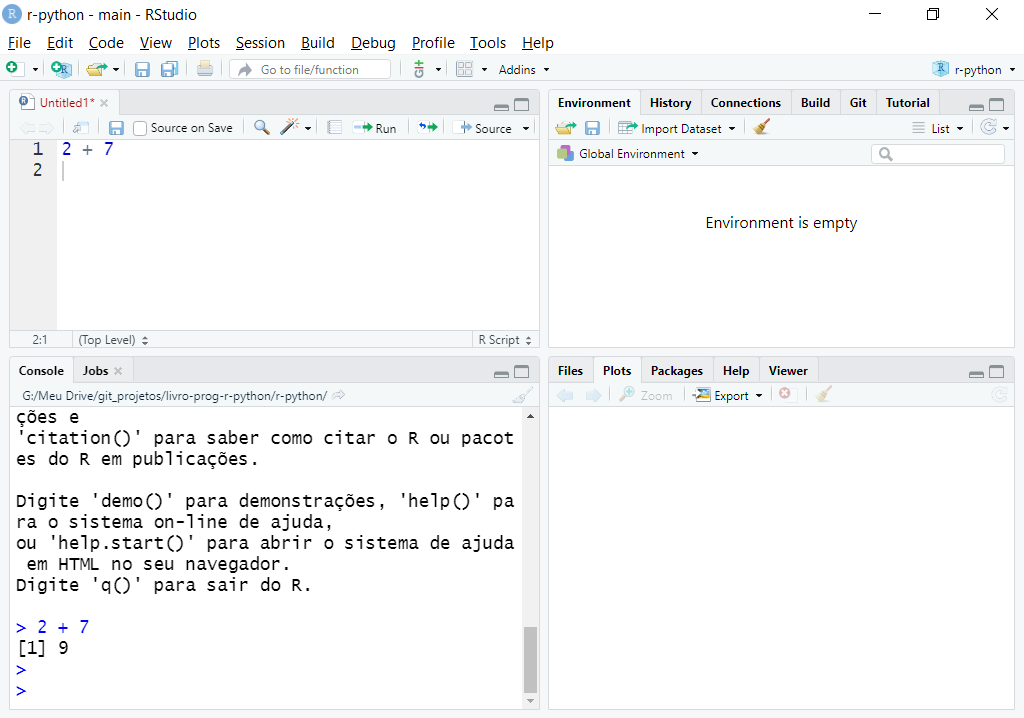 r-python - main - RStudio
File Edit Code View Plots Session Build Debug Profile Tools Help
Go to file/function Addins r-python
Untitled1*
Source on Save Run Source
1 2 + 7
2
2:1 (Top Level) R Script
Environment History Connections Build Git Tutorial
Import Dataset List
Global Environment
Environment is empty
Console Jobs
G:/Meu Drive/git_projetos/livro-prog-r-python/r-python/
ções e
'citation()' para saber como citar o R ou pacot
es do R em publicações.
Digite 'demo()' para demonstrações, 'help()' pa
ra o sistema on-line de ajuda,
ou 'help.start()' para abrir o sistema de ajuda
em HTML no seu navegador.
Digite 'q()' para sair do R.
> 2 + 7
[1] 9
>
>
Files Plots Packages Help Viewer
Zoom Export